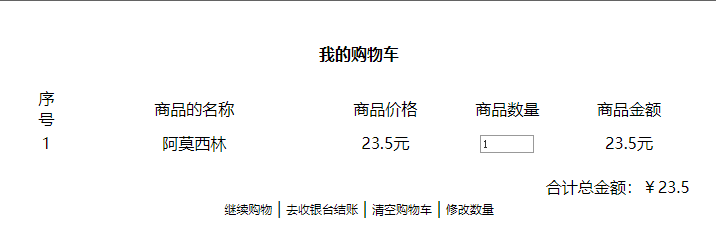 我的购物车
序号 商品的名称 商品价格 商品数量 商品金额
1 阿莫西林 23.5元 1 23.5元
合计总金额：￥23.5
继续购物 | 去收银台结账 | 清空购物车 | 修改数量